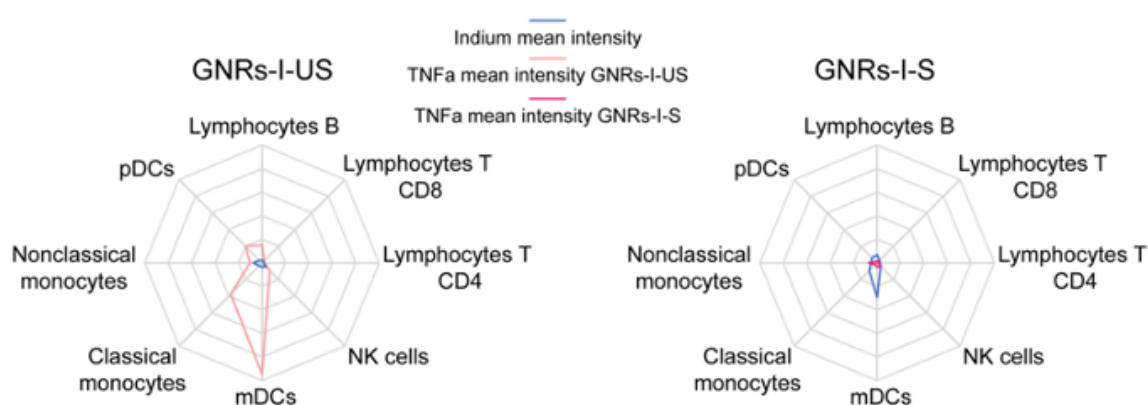 Indium mean intensity
TNFa mean intensity GNRs-I-US
TNFa mean intensity GNRs-I-S
GNRs-I-US
Lymphocytes B
Lymphocytes T
CD8
Lymphocytes T
CD4
NK cells
mDCs
Classical
monocytes
Nonclassical
monocytes
pDCs
GNRs-I-S
Lymphocytes B
Lymphocytes T
CD8
Lymphocytes T
CD4
NK cells
mDCs
Classical
monocytes
Nonclassical
monocytes
pDCs